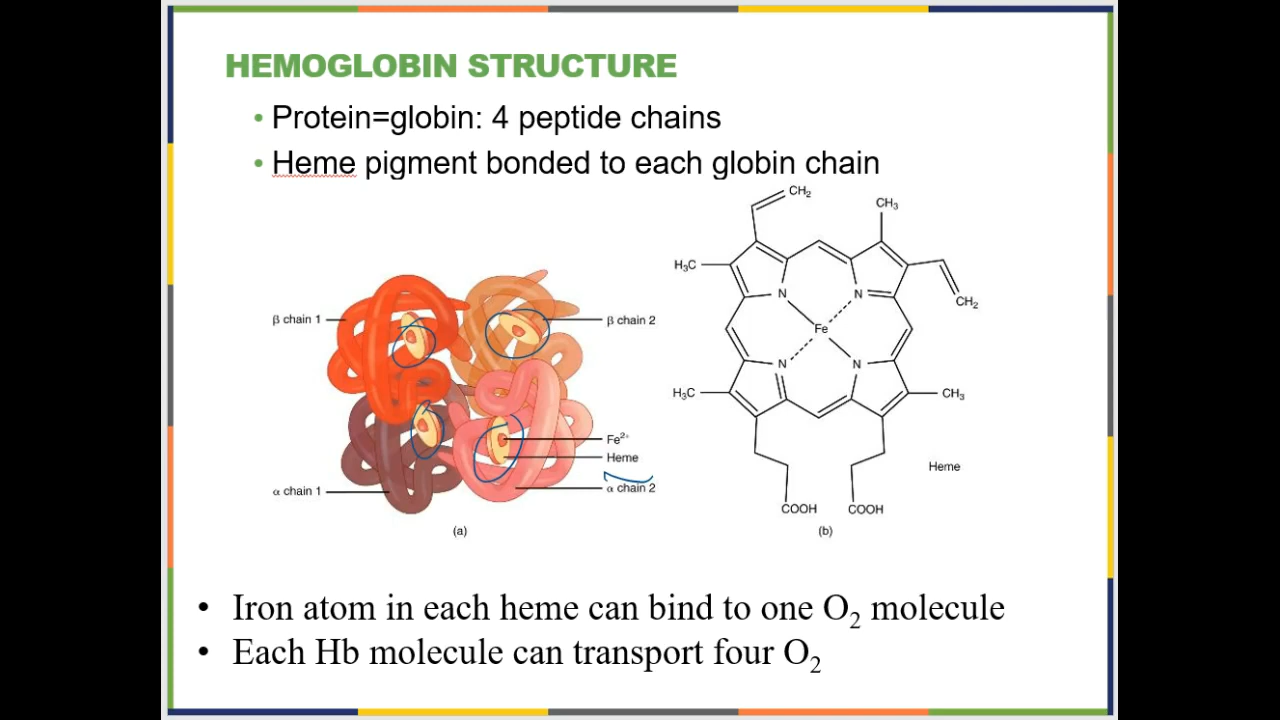 HEMOGLOBIN STRUCTURE
• Protein=globin: 4 peptide chains
• Heme pigment bonded to each globin chain
β chain 1
β chain 2
Fe²⁺
Heme
α chain 1
α chain 2
(a)
CH₂
CH₃
H₃C
N
N
CH₂
Fe
N
N
H₃C
CH₃
Heme
COOH
COOH
(b)
• Iron atom in each heme can bind to one O₂ molecule
• Each Hb molecule can transport four O₂